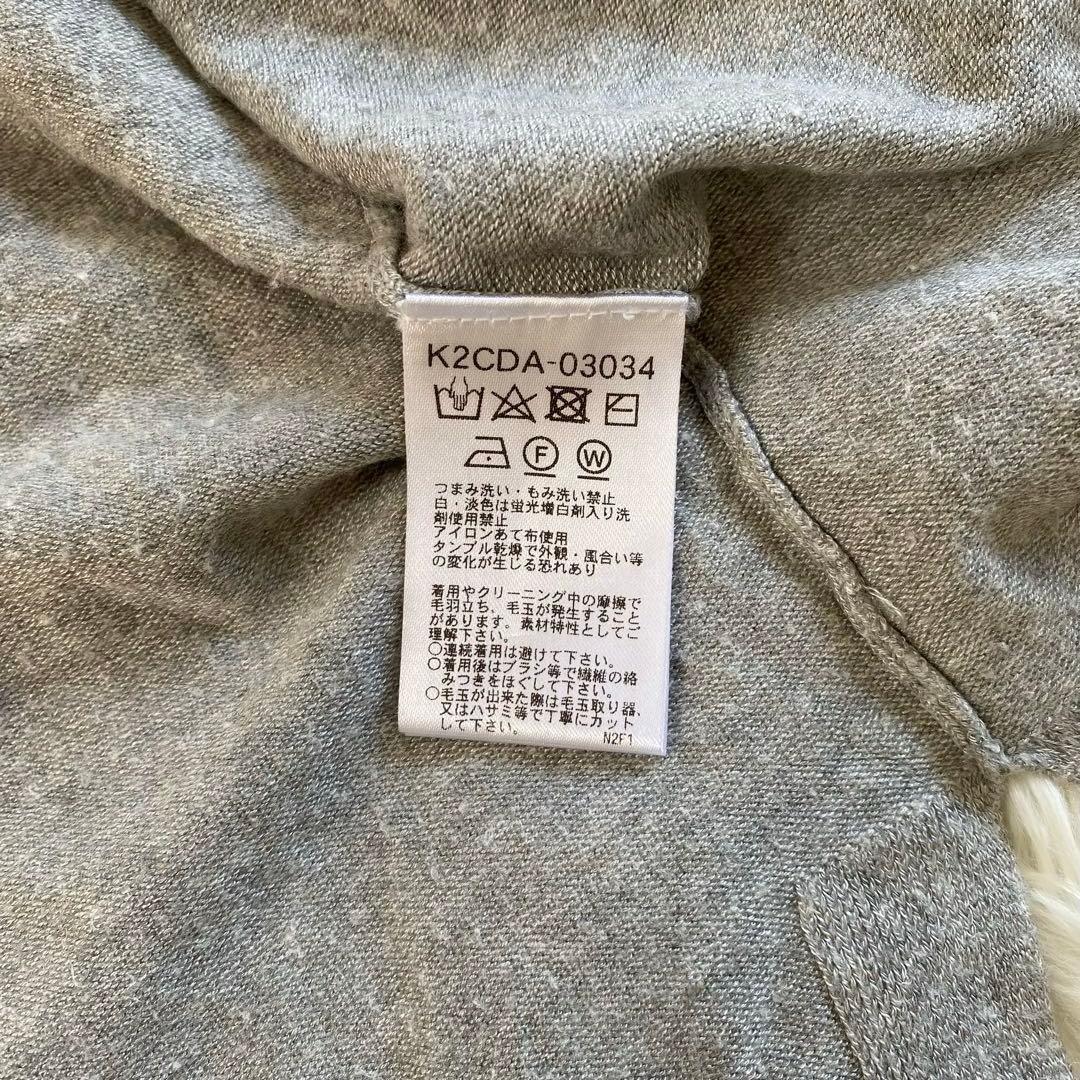 K2CDA-03034
F W
つまみ洗い・もみ洗い禁止
白・淡色は蛍光増白剤入り洗
剤使用禁止
アイロンあて布使用
タンブル乾燥で外観・風合い等
の変化が生じる恐れあり
着用やクリーニング中の摩擦で
毛羽立ち、毛玉が発生すること
があります。素材特性としてご
理解下さい。
○連続着用は避けて下さい。
○着用後はブラシ等で繊維の絡
みつきをほぐして下さい。
○毛玉が出来た際は毛玉取り器、
又はハサミ等で丁寧にカット
して下さい。
N2F1